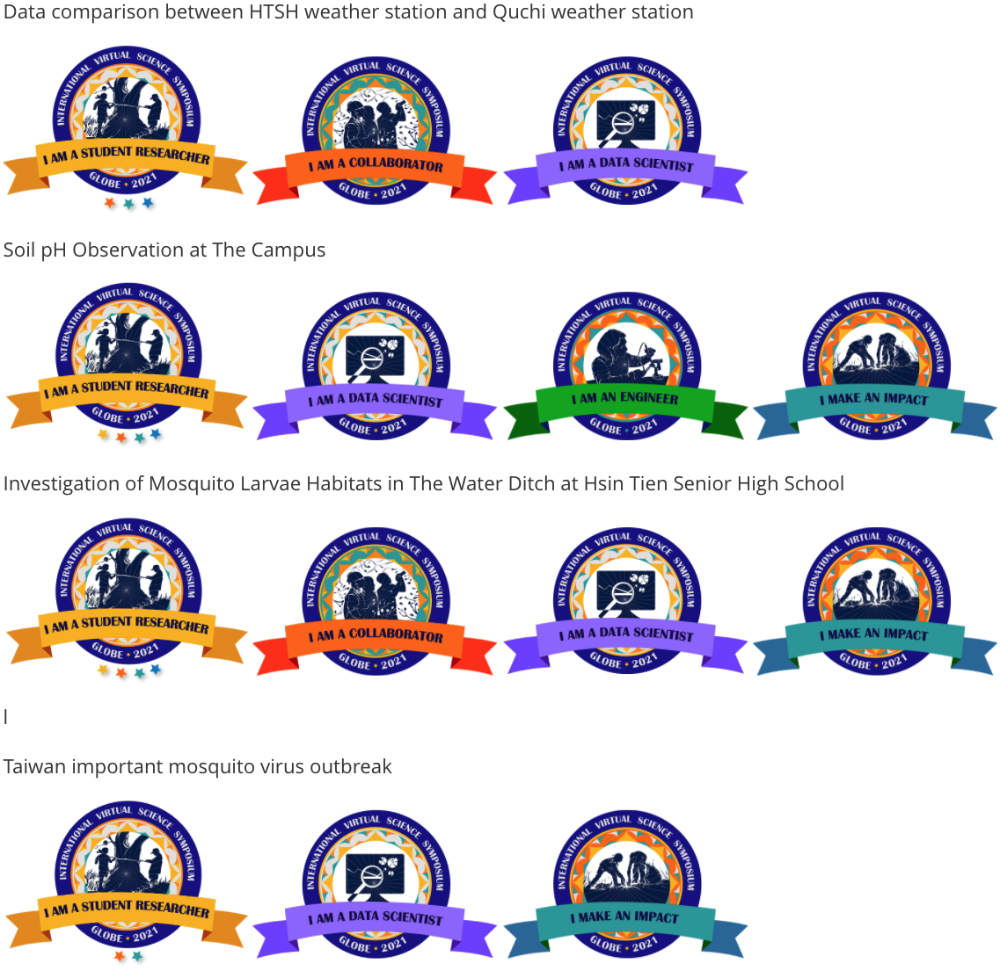 Data comparison between HTSH weather station and Quchi weather station
INTERNATIONAL VIRTUAL SCIENCE SYMPOSIUM
I AM A STUDENT RESEARCHER
GLOBE • 2021
INTERNATIONAL VIRTUAL SCIENCE SYMPOSIUM
I AM A COLLABORATOR
GLOBE • 2021
INTERNATIONAL VIRTUAL SCIENCE SYMPOSIUM
I AM A DATA SCIENTIST
GLOBE • 2021
Soil pH Observation at The Campus
INTERNATIONAL VIRTUAL SCIENCE SYMPOSIUM
I AM A STUDENT RESEARCHER
GLOBE • 2021
INTERNATIONAL VIRTUAL SCIENCE SYMPOSIUM
I AM A DATA SCIENTIST
GLOBE • 2021
INTERNATIONAL VIRTUAL SCIENCE SYMPOSIUM
I AM AN ENGINEER
GLOBE • 2021
INTERNATIONAL VIRTUAL SCIENCE SYMPOSIUM
I MAKE AN IMPACT
GLOBE • 2021
Investigation of Mosquito Larvae Habitats in The Water Ditch at Hsin Tien Senior High School
INTERNATIONAL VIRTUAL SCIENCE SYMPOSIUM
I AM A STUDENT RESEARCHER
GLOBE • 2021
INTERNATIONAL VIRTUAL SCIENCE SYMPOSIUM
I AM A COLLABORATOR
GLOBE • 2021
INTERNATIONAL VIRTUAL SCIENCE SYMPOSIUM
I AM A DATA SCIENTIST
GLOBE • 2021
INTERNATIONAL VIRTUAL SCIENCE SYMPOSIUM
I MAKE AN IMPACT
GLOBE • 2021
l
Taiwan important mosquito virus outbreak
INTERNATIONAL VIRTUAL SCIENCE SYMPOSIUM
I AM A STUDENT RESEARCHER
GLOBE • 2021
INTERNATIONAL VIRTUAL SCIENCE SYMPOSIUM
I AM A DATA SCIENTIST
GLOBE • 2021
INTERNATIONAL VIRTUAL SCIENCE SYMPOSIUM
I MAKE AN IMPACT
GLOBE • 2021